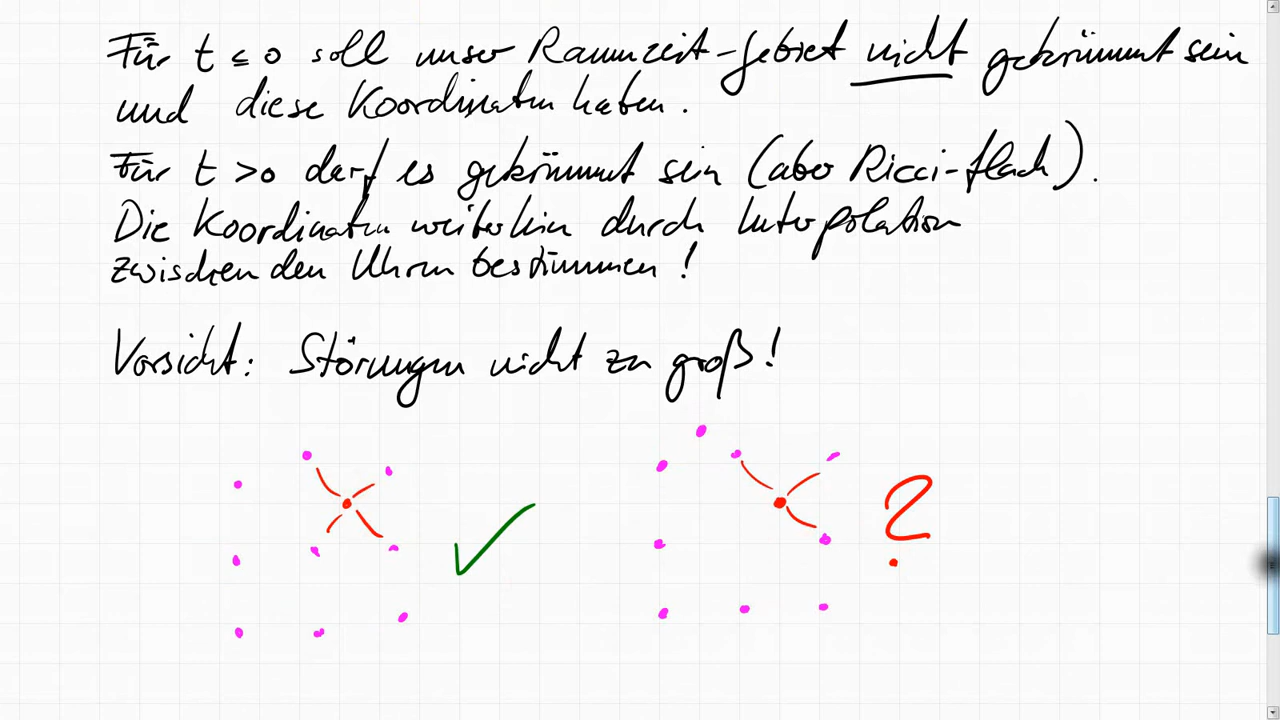 Für t ≤ 0 soll unser Raumzeit-gebiet nicht gekrümmt sein
und diese Koordinaten haben.
Für t > 0 darf es gekrümmt sein (aber Ricci-flach).
Die Koordinaten weiterhin durch Interpolation
zwischen den Uhren bestimmen!
Vorsicht: Störungen nicht zu groß!
?